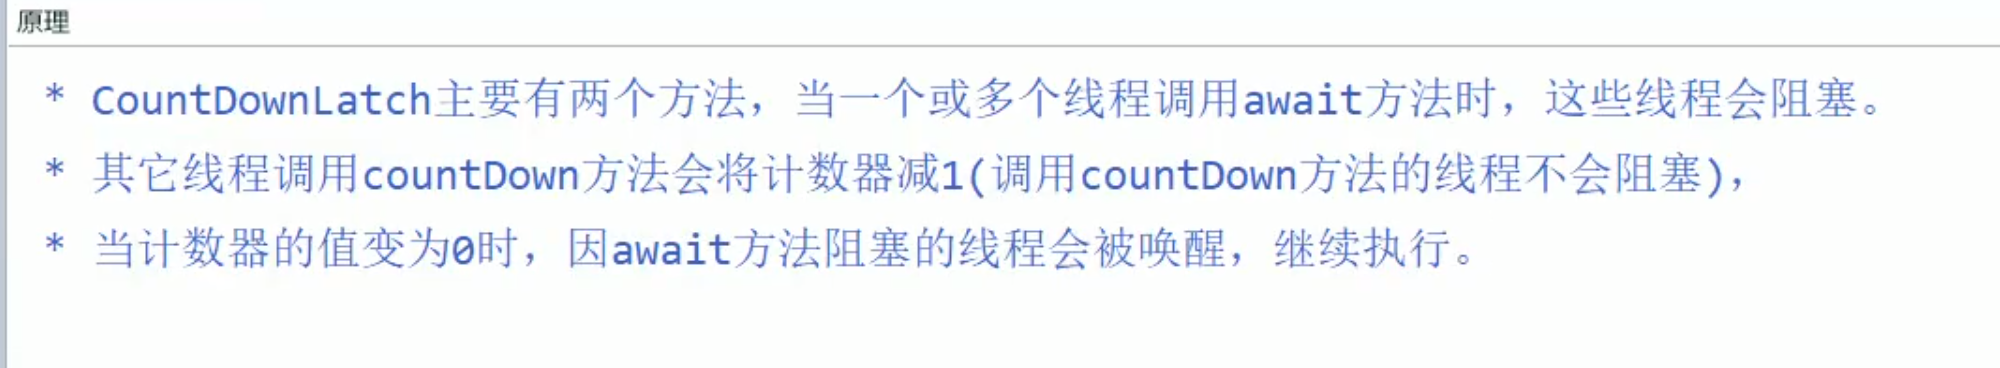 原理
* CountDownLatch主要有两个方法，当一个或多个线程调用await方法时，这些线程会阻塞。
* 其它线程调用countDown方法会将计数器减1(调用countDown方法的线程不会阻塞)，
* 当计数器的值变为0时，因await方法阻塞的线程会被唤醒，继续执行。